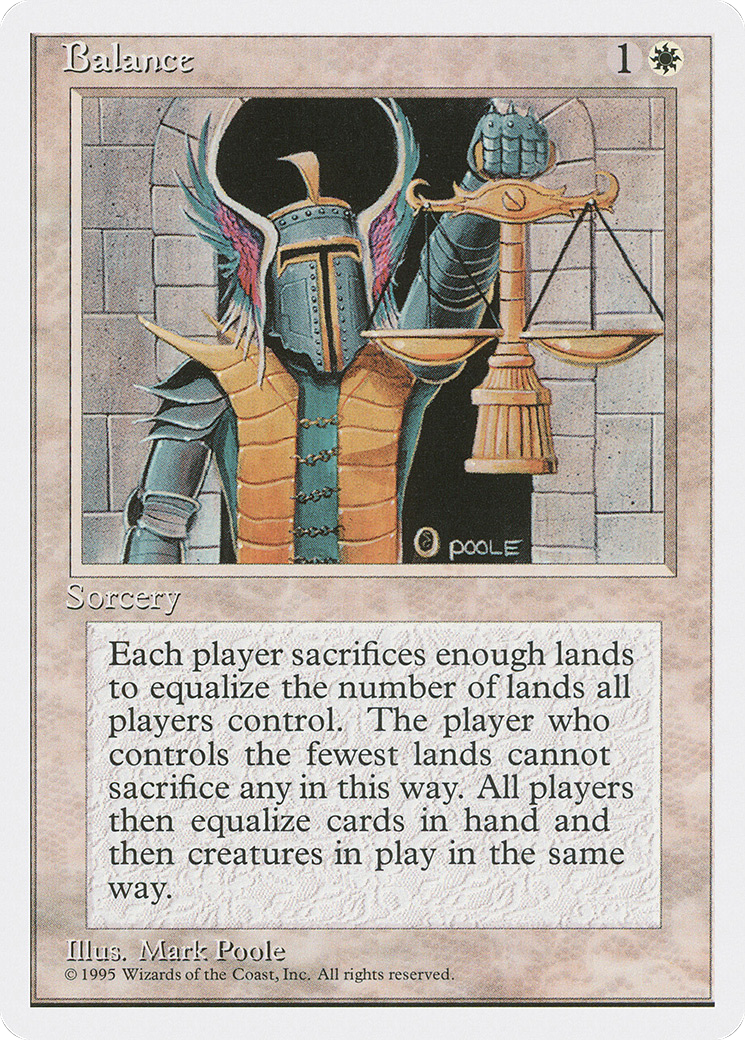 Balance 1
POOLE
Sorcery
Each player sacrifices enough lands
to equalize the number of lands all
players control. The player who
controls the fewest lands cannot
sacrifice any in this way. All players
then equalize cards in hand and
then creatures in play in the same
way.
Illus. Mark Poole
© 1995 Wizards of the Coast, Inc. All rights reserved.